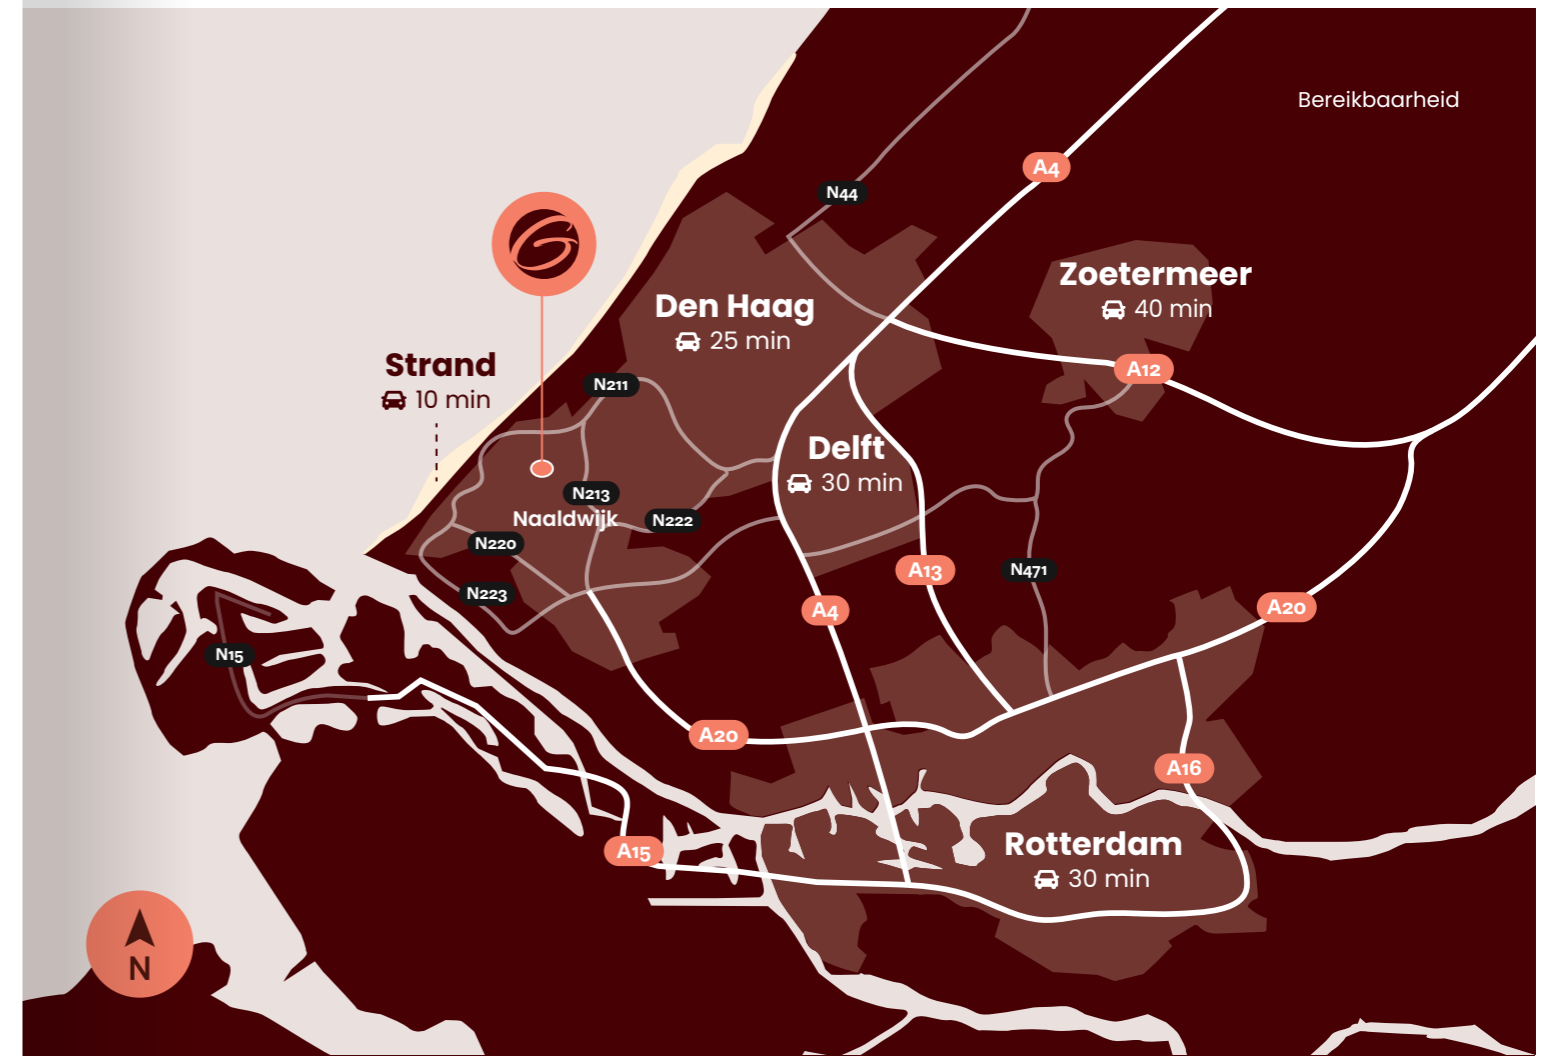 Bereikbaarheid
A4
N44
Zoetermeer
40 min
Den Haag
25 min
Strand
10 min
N211
A12
Delft
30 min
N213
Naaldwijk
N222
N220
N223
A13
N471
A4
A20
N15
A20
A16
A15
Rotterdam
30 min
N